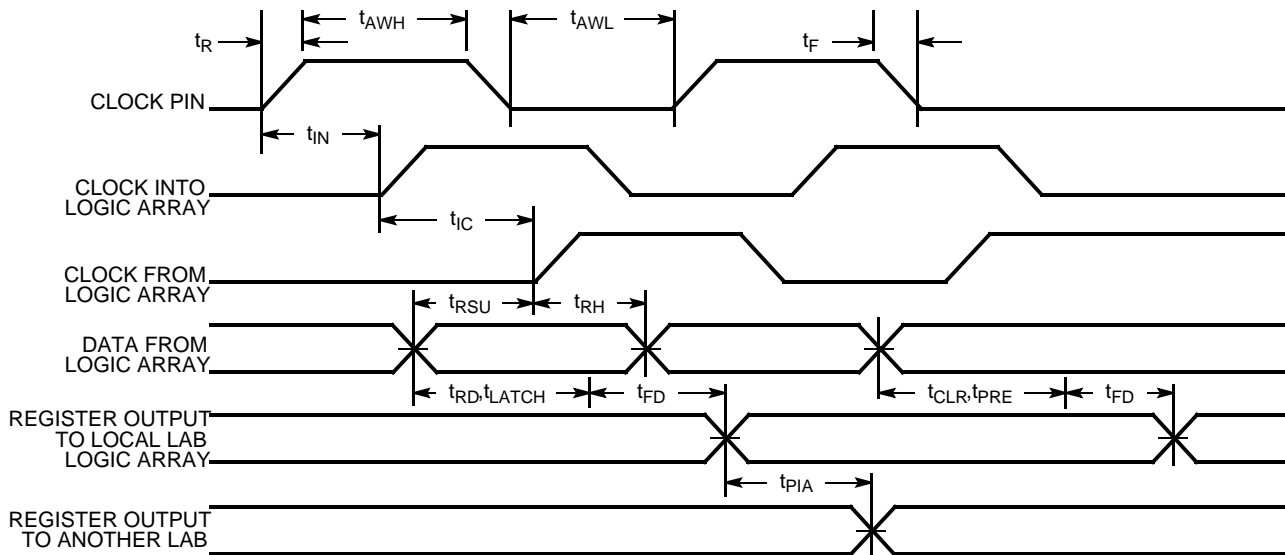 tAWH
tAWL
tR
tF
CLOCK PIN
tIN
CLOCK INTO
LOGIC ARRAY
tIC
CLOCK FROM
LOGIC ARRAY
tRSU
tRH
DATA FROM
LOGIC ARRAY
tRD,tLATCH
tFD
tCLR,tPRE
tFD
REGISTER OUTPUT
TO LOCAL LAB
LOGIC ARRAY
tPIA
REGISTER OUTPUT
TO ANOTHER LAB